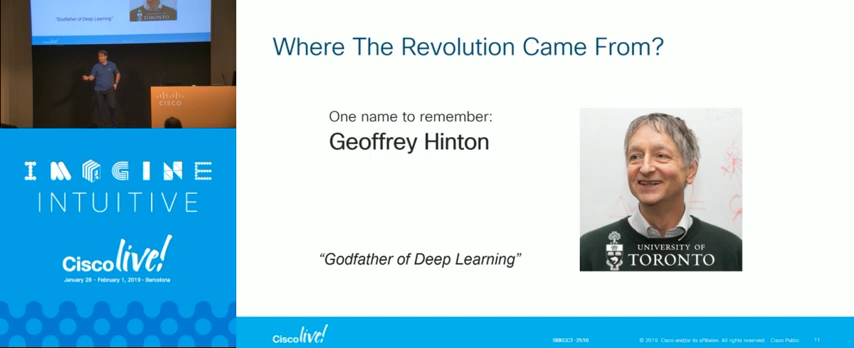 "Godfather of Deep Learning"
CISCO
IMAGINE
INTUITIVE
Cisco live!
January 28 - February 1, 2019 - Barcelona
Where The Revolution Came From?
One name to remember:
Geoffrey Hinton
UNIVERSITY OF
TORONTO
"Godfather of Deep Learning"
Cisco live!
© 2019 Cisco and/or its affiliates. All rights reserved. Cisco Public
11